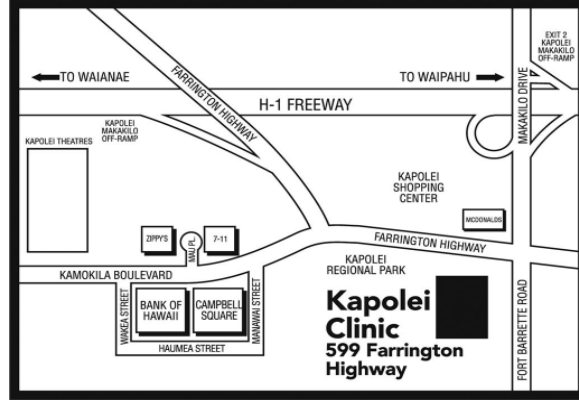 EXIT 2
KAPOLEI
MAKAKILO
OFF-RAMP
TO WAIANAE
FARRINGTON HIGHWAY
TO WAIPAHU
MAKAKILO DRIVE
H-1 FREEWAY
KAPOLEI
MAKAKILO
OFF-RAMP
KAPOLEI THEATRES
KAPOLEI
SHOPPING
CENTER
MCDONALDS
ZIPPY'S
MAU PL.
7-11
FARRINGTON HIGHWAY
KAPOLEI
REGIONAL PARK
KAMOKILA BOULEVARD
WAKEA STREET
BANK OF
HAWAII
CAMPBELL
SQUARE
MANAWAI STREET
HAUMEA STREET
Kapolei
Clinic
599 Farrington
Highway
FORT BARRETTE ROAD